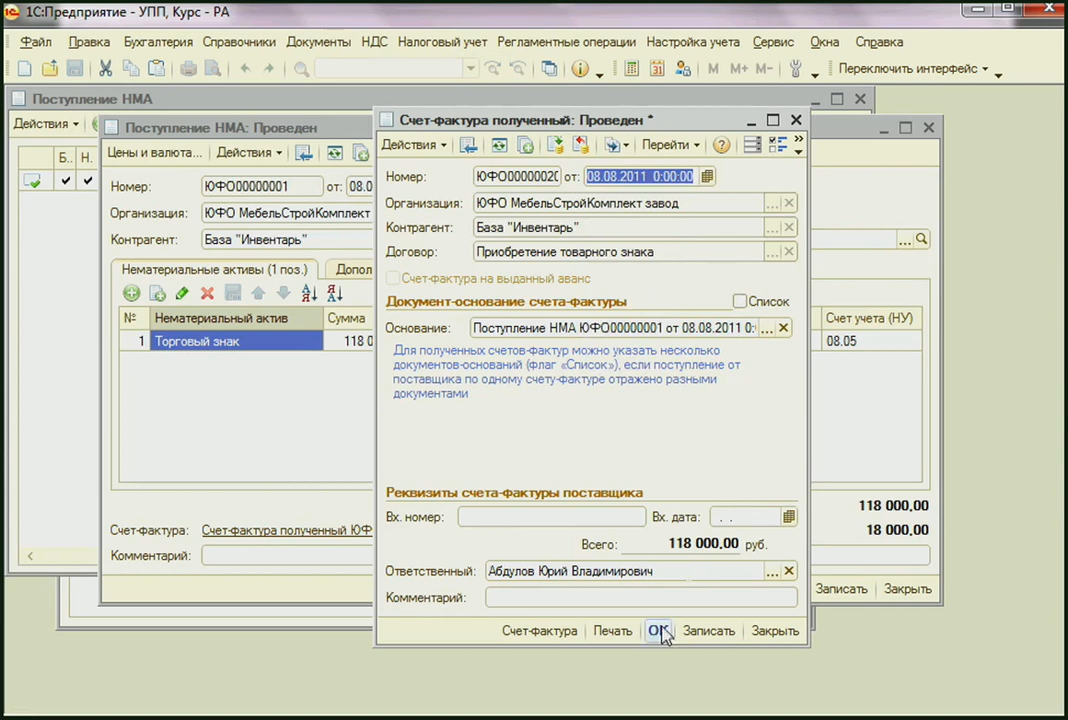 1С:Предприятие - УПП, Курс - РА
Файл Правка Бухгалтерия Справочники Документы НДС Налоговый учет Регламентные операции Настройка учета Сервис Окна Справка
M M+ M- Переключить интерфейс
Поступление НМА
Действия
Б.. Н.
Поступление НМА: Проведен
Цены и валюта... Действия
Номер: ЮФО00000001 от: 08.0
Организация: ЮФО МебельСтройКомплект
Контрагент: База "Инвентарь"
Нематериальные активы (1 поз.) Допол
№ Нематериальный актив Сумма Счет учета (НУ)
1 Торговый знак 118 0 08.05
118 000,00
18 000,00
Счет-фактура: Счет-фактура полученный ЮФ
Комментарий:
Записать Закрыть
Счет-фактура полученный: Проведен *
Действия Перейти
Номер: ЮФО0000002 от: 08.08.2011 0:00:00
Организация: ЮФО МебельСтройКомплект завод
Контрагент: База "Инвентарь"
Договор: Приобретение товарного знака
Счет-фактура на выданный аванс
Документ-основание счета-фактуры Список
Основание: Поступление НМА ЮФО00000001 от 08.08.2011 0:
Для полученных счетов-фактур можно указать несколько
документов-оснований (флаг «Список»), если поступление от
поставщика по одному счету-фактуре отражено разными
документами
Реквизиты счета-фактуры поставщика
Вх. номер: Вх. дата: . .
Всего: 118 000,00 руб.
Ответственный: Абдулов Юрий Владимирович
Комментарий:
Счет-фактура Печать OK Записать Закрыть